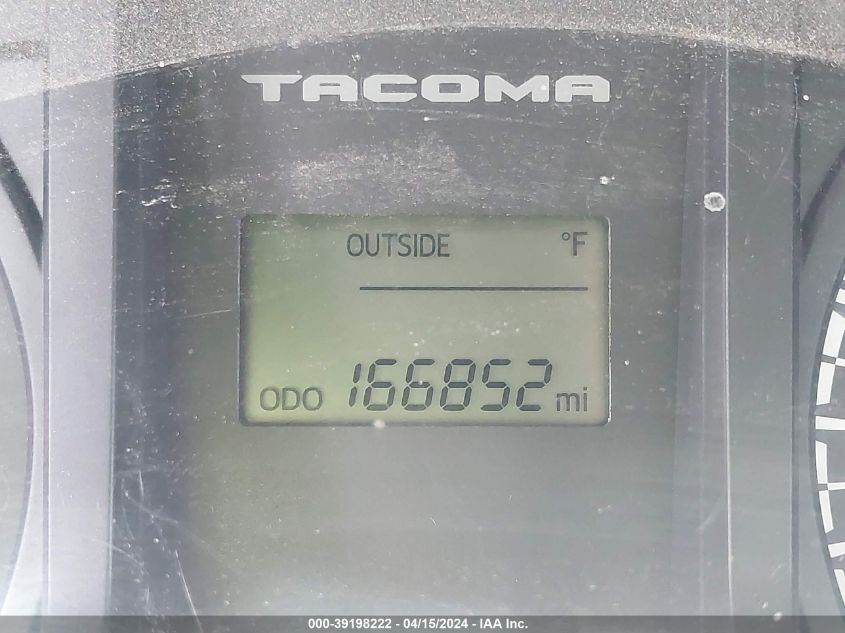 TACOMA
OUTSIDE °F
ODO 166852 mi
000-39198222 - 04/15/2024 - IAA Inc.